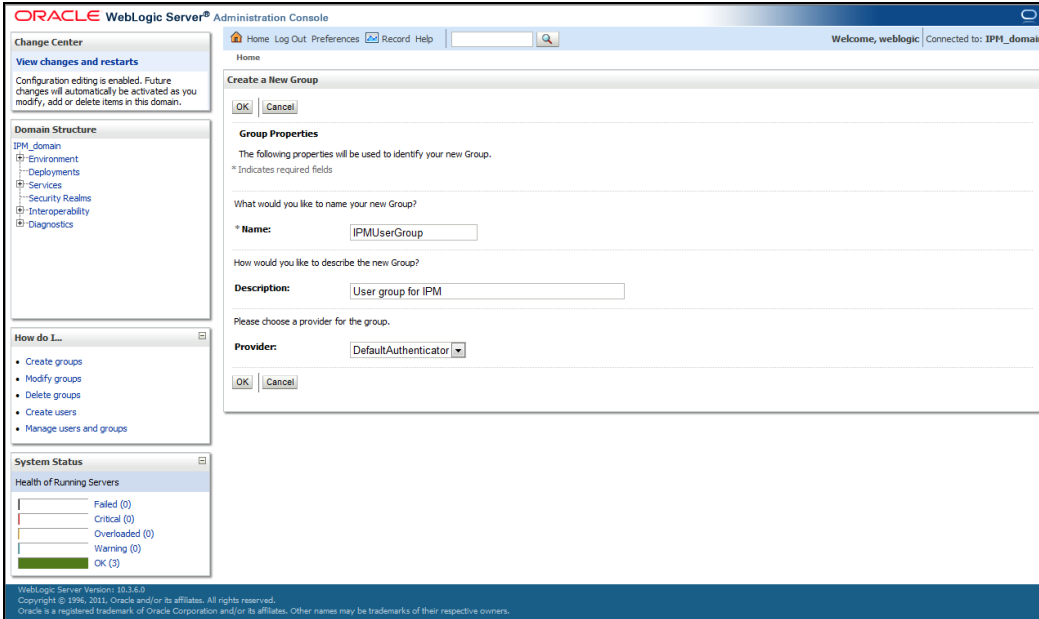 ORACLE WebLogic Server® Administration Console
Change Center
View changes and restarts
Configuration editing is enabled. Future
changes will automatically be activated as you
modify, add or delete items in this domain.
Domain Structure
IPM_domain
Environment
Deployments
Services
Security Realms
Interoperability
Diagnostics
How do I...
Create groups
Modify groups
Delete groups
Create users
Manage users and groups
System Status
Health of Running Servers
Failed (0)
Critical (0)
Overloaded (0)
Warning (0)
OK (3)
Home Log Out Preferences Record Help
Welcome, weblogic Connected to: IPM_domai
Home
Create a New Group
OK Cancel
Group Properties
The following properties will be used to identify your new Group.
* Indicates required fields
What would you like to name your new Group?
* Name: IPMUserGroup
How would you like to describe the new Group?
Description: User group for IPM
Please choose a provider for the group.
Provider: DefaultAuthenticator
OK Cancel
WebLogic Server Version: 10.3.6.0
Copyright © 1996, 2011, Oracle and/or its affiliates. All rights reserved.
Oracle is a registered trademark of Oracle Corporation and/or its affiliates. Other names may be trademarks of their respective owners.